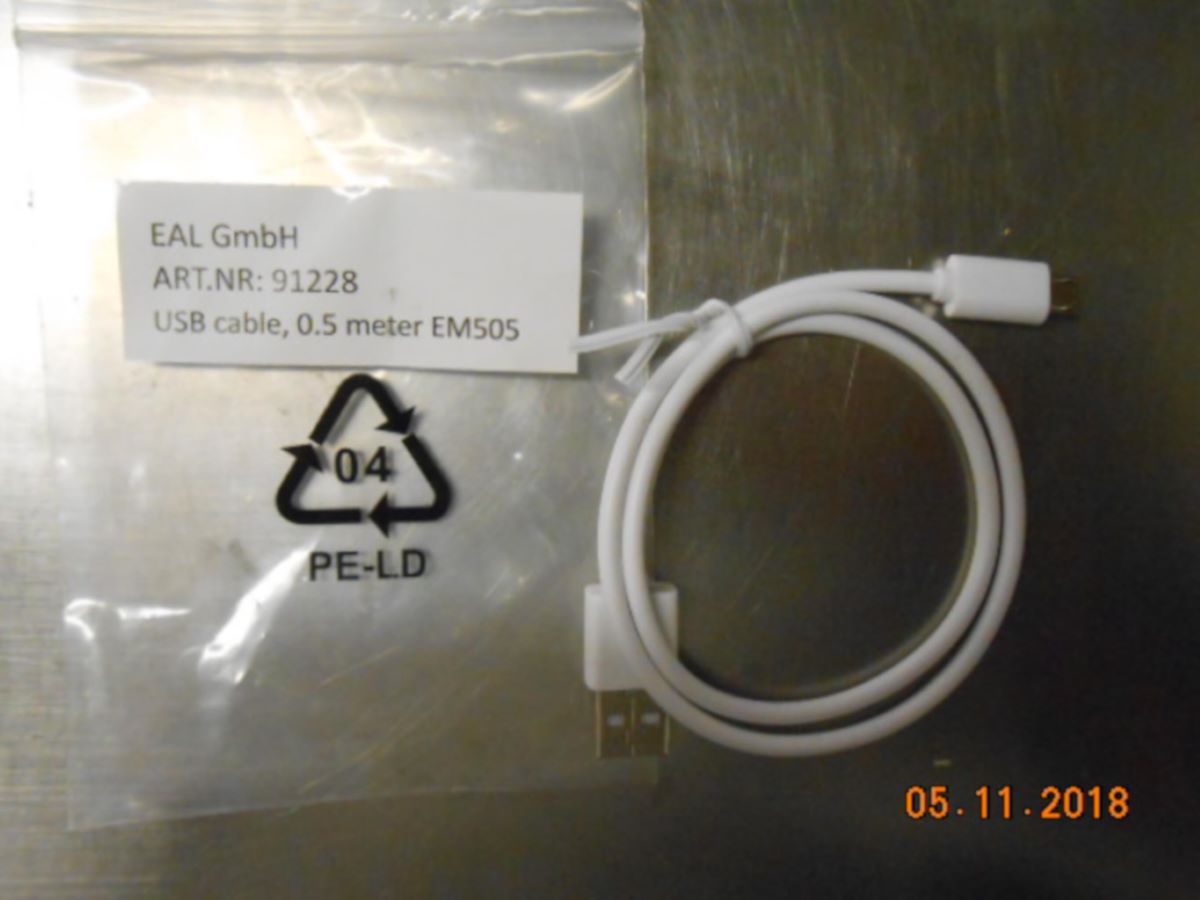 EAL GmbH
ART.NR: 91228
USB cable, 0.5 meter EM505
04
PE-LD
05.11.2018